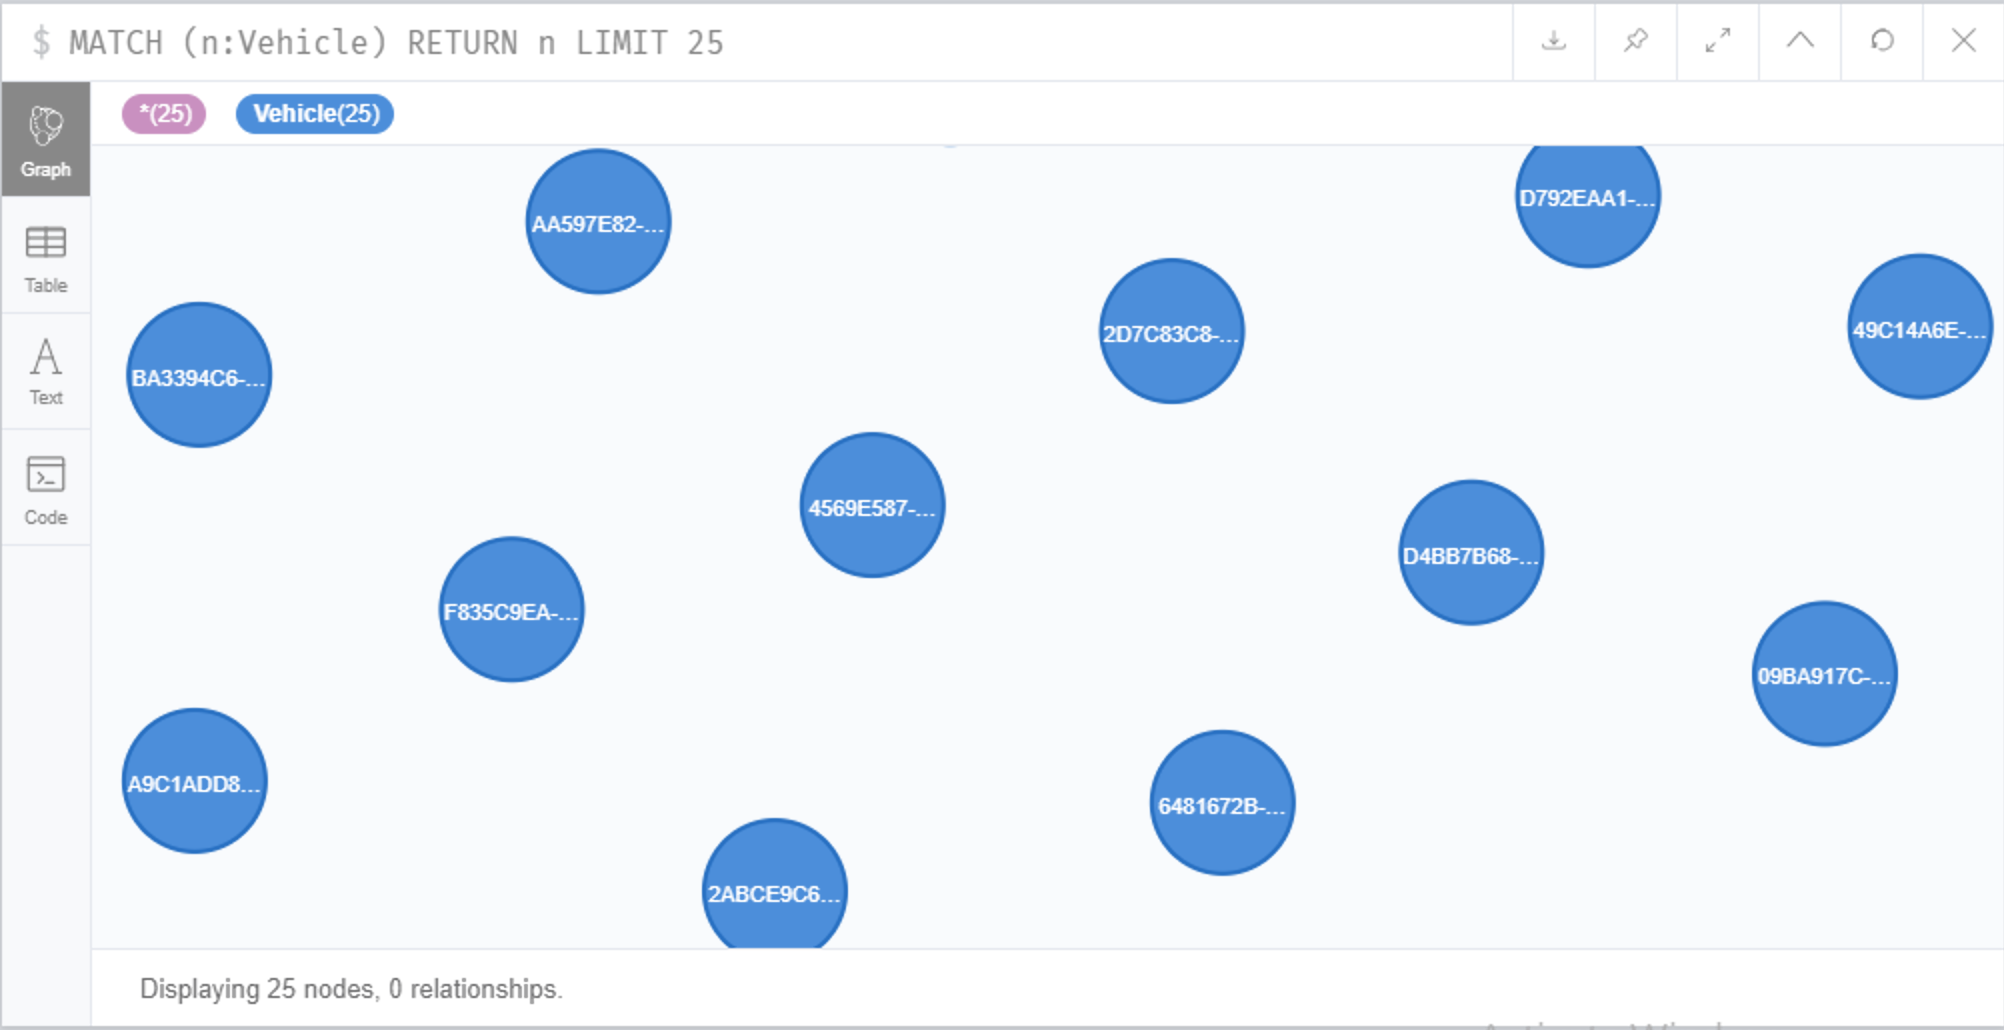 $ MATCH (n:Vehicle) RETURN n LIMIT 25
*(25) Vehicle(25)
Graph
Table
Text
Code
AA597E82-...
D792EAA1-...
2D7C83C8-...
49C14A6E-...
BA3394C6-...
4569E587-...
D4BB7B68-...
F835C9EA-...
09BA917C-...
A9C1ADD8...
6481672B-...
2ABCE9C6...
Displaying 25 nodes, 0 relationships.